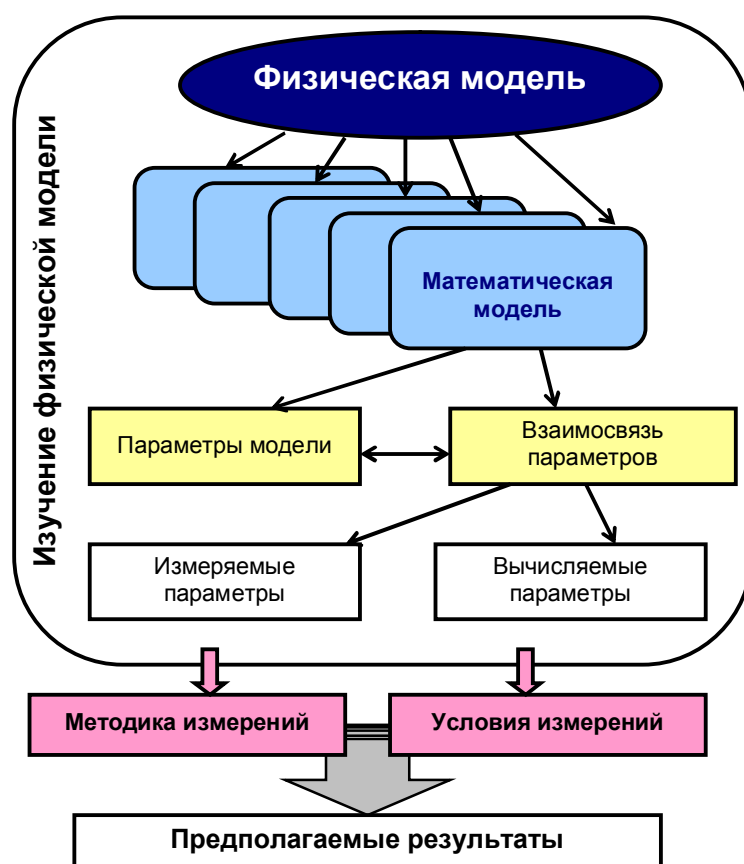 Физическая модель
Изучение физической модели
Математическая
модель
Параметры модели
Взаимосвязь
параметров
Измеряемые
параметры
Вычисляемые
параметры
Методика измерений
Условия измерений
Предполагаемые результаты